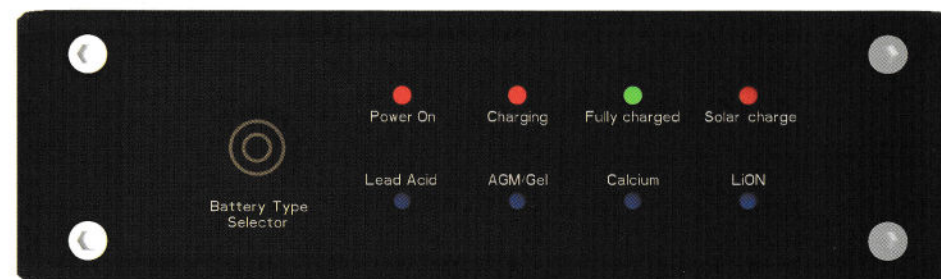 Power On
Charging
Fully charged
Solar charge
Lead Acid
AGM/Gel
Calcium
LiON
Battery Type
Selector